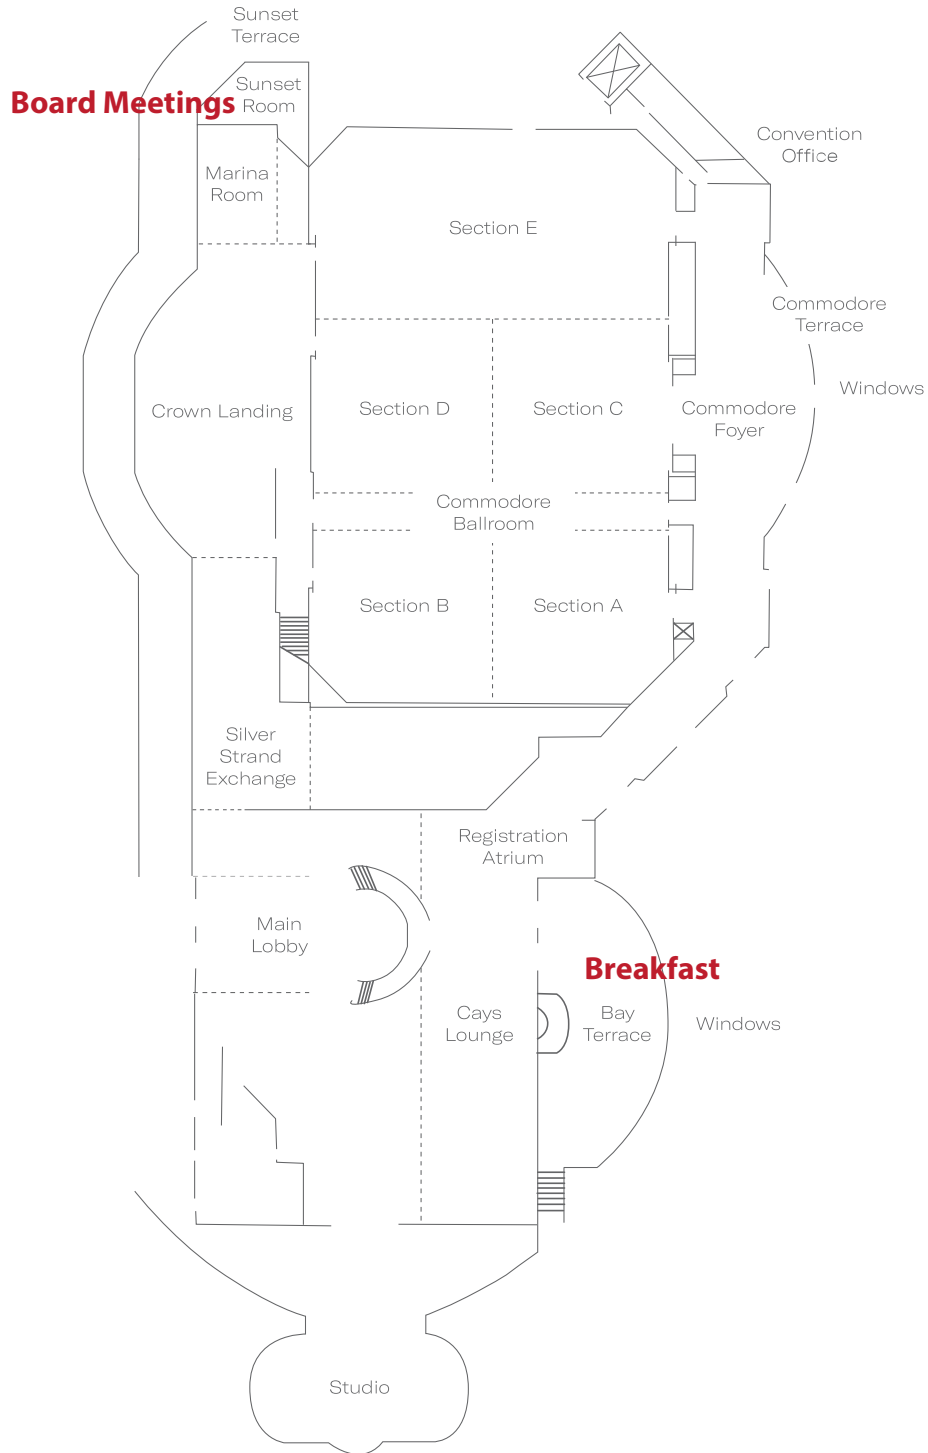 Sunset
Terrace
Sunset
Room
Board Meetings
Convention
Office
Marina
Room
Section E
Commodore
Terrace
Windows
Crown Landing
Section D
Section C
Commodore
Foyer
Commodore
Ballroom
Section B
Section A
Silver
Strand
Exchange
Registration
Atrium
Main
Lobby
Breakfast
Cays
Lounge
Bay
Terrace
Windows
Studio